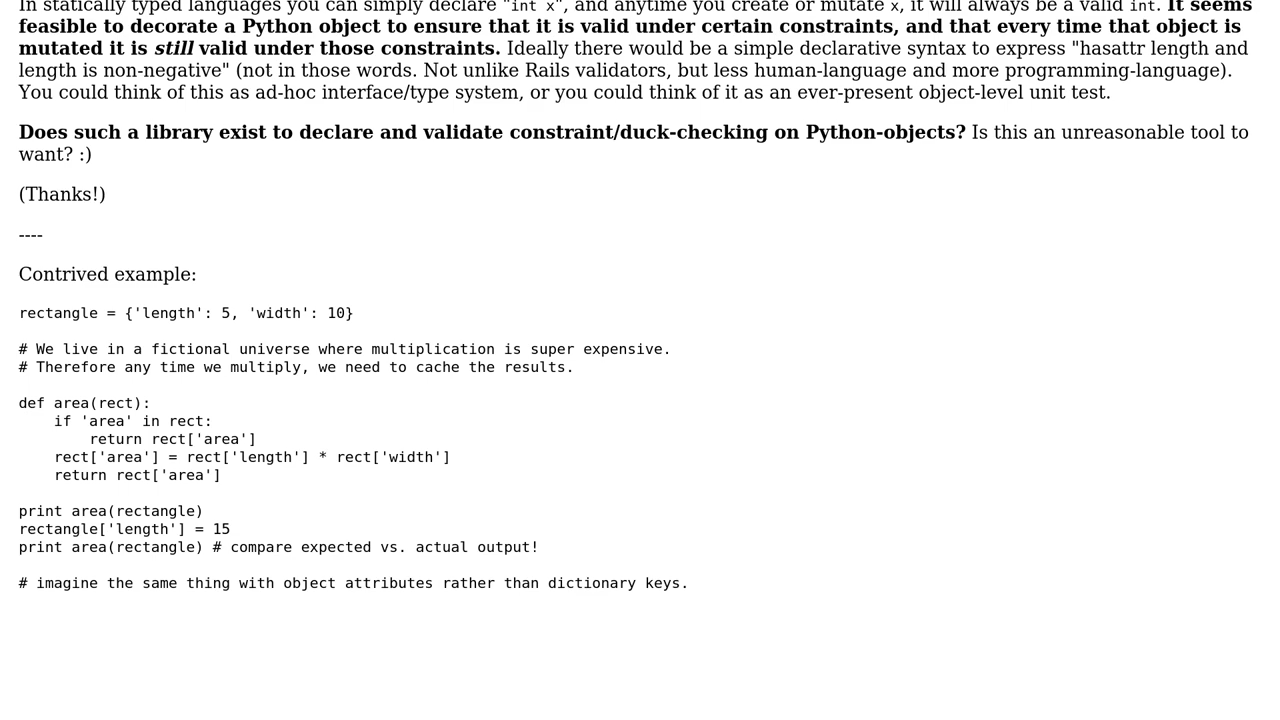 In statically typed languages you can simply declare "int x", and anytime you create or mutate x, it will always be a valid int. It seems
feasible to decorate a Python object to ensure that it is valid under certain constraints, and that every time that object is
mutated it is still valid under those constraints. Ideally there would be a simple declarative syntax to express "hasattr length and
length is non-negative" (not in those words. Not unlike Rails validators, but less human-language and more programming-language).
You could think of this as ad-hoc interface/type system, or you could think of it as an ever-present object-level unit test.
Does such a library exist to declare and validate constraint/duck-checking on Python-objects? Is this an unreasonable tool to
want? :)
(Thanks!)
----
Contrived example:
rectangle = {'length': 5, 'width': 10}
# We live in a fictional universe where multiplication is super expensive.
# Therefore any time we multiply, we need to cache the results.
def area(rect):
    if 'area' in rect:
        return rect['area']
    rect['area'] = rect['length'] * rect['width']
    return rect['area']
print area(rectangle)
rectangle['length'] = 15
print area(rectangle) # compare expected vs. actual output!
# imagine the same thing with object attributes rather than dictionary keys.